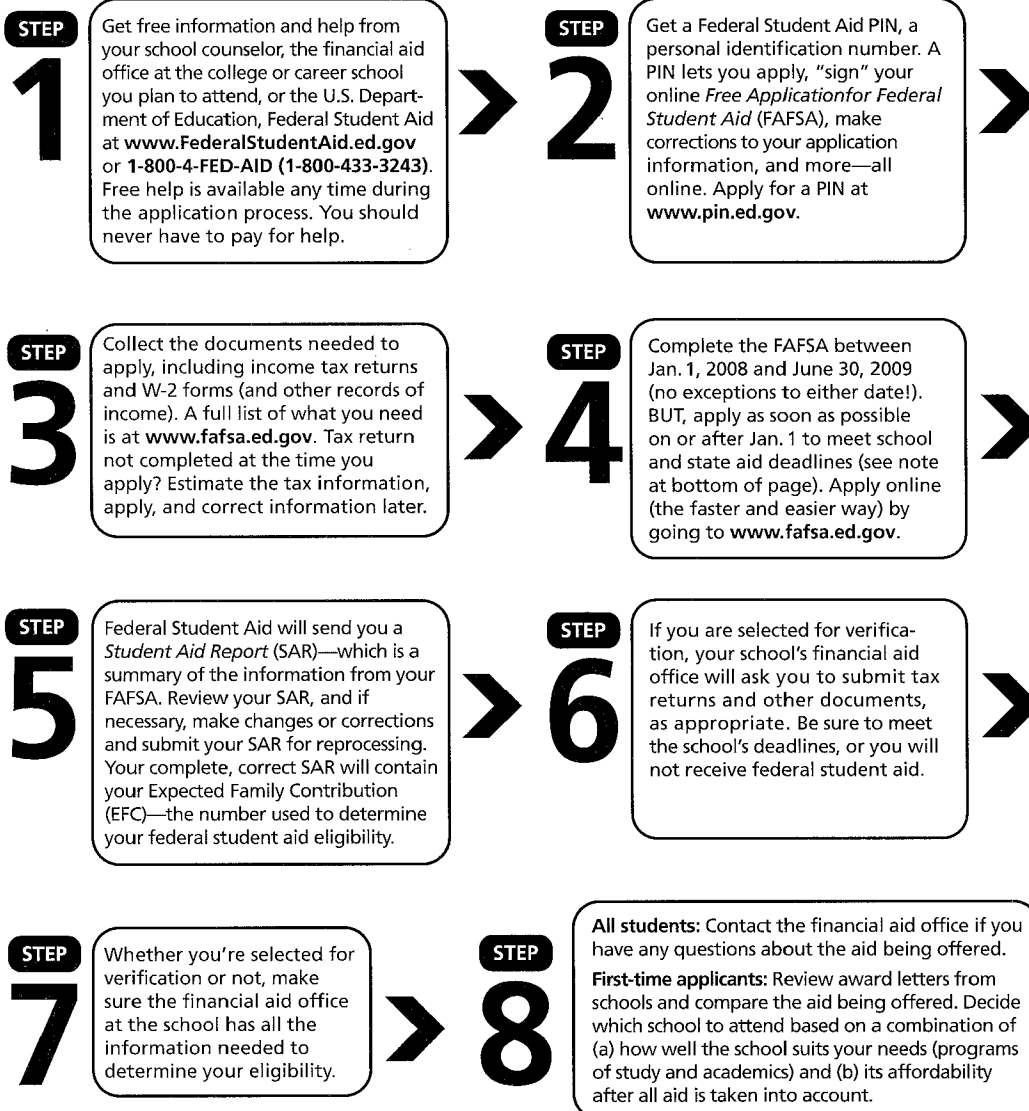 STEP
1
Get free information and help from
your school counselor, the financial aid
office at the college or career school
you plan to attend, or the U.S. Depart-
ment of Education, Federal Student Aid
at www.FederalStudentAid.ed.gov
or 1-800-4-FED-AID (1-800-433-3243).
Free help is available any time during
the application process. You should
never have to pay for help.
STEP
2
Get a Federal Student Aid PIN, a
personal identification number. A
PIN lets you apply, “sign” your
online Free Applicationfor Federal
Student Aid (FAFSA), make
corrections to your application
information, and more—all
online. Apply for a PIN at
www.pin.ed.gov.
STEP
3
Collect the documents needed to
apply, including income tax returns
and W-2 forms (and other records of
income). A full list of what you need
is at www.fafsa.ed.gov. Tax return
not completed at the time you
apply? Estimate the tax information,
apply, and correct information later.
STEP
4
Complete the FAFSA between
Jan. 1, 2008 and June 30, 2009
(no exceptions to either date!).
BUT, apply as soon as possible
on or after Jan. 1 to meet school
and state aid deadlines (see note
at bottom of page). Apply online
(the faster and easier way) by
going to www.fafsa.ed.gov.
STEP
5
Federal Student Aid will send you a
Student Aid Report (SAR)—which is a
summary of the information from your
FAFSA. Review your SAR, and if
necessary, make changes or corrections
and submit your SAR for reprocessing.
Your complete, correct SAR will contain
your Expected Family Contribution
(EFC)—the number used to determine
your federal student aid eligibility.
STEP
6
If you are selected for verifica-
tion, your school’s financial aid
office will ask you to submit tax
returns and other documents,
as appropriate. Be sure to meet
the school’s deadlines, or you will
not receive federal student aid.
STEP
7
Whether you’re selected for
verification or not, make
sure the financial aid office
at the school has all the
information needed to
determine your eligibility.
STEP
8
All students: Contact the financial aid office if you
have any questions about the aid being offered.
First-time applicants: Review award letters from
schools and compare the aid being offered. Decide
which school to attend based on a combination of
(a) how well the school suits your needs (programs
of study and academics) and (b) its affordability
after all aid is taken into account.